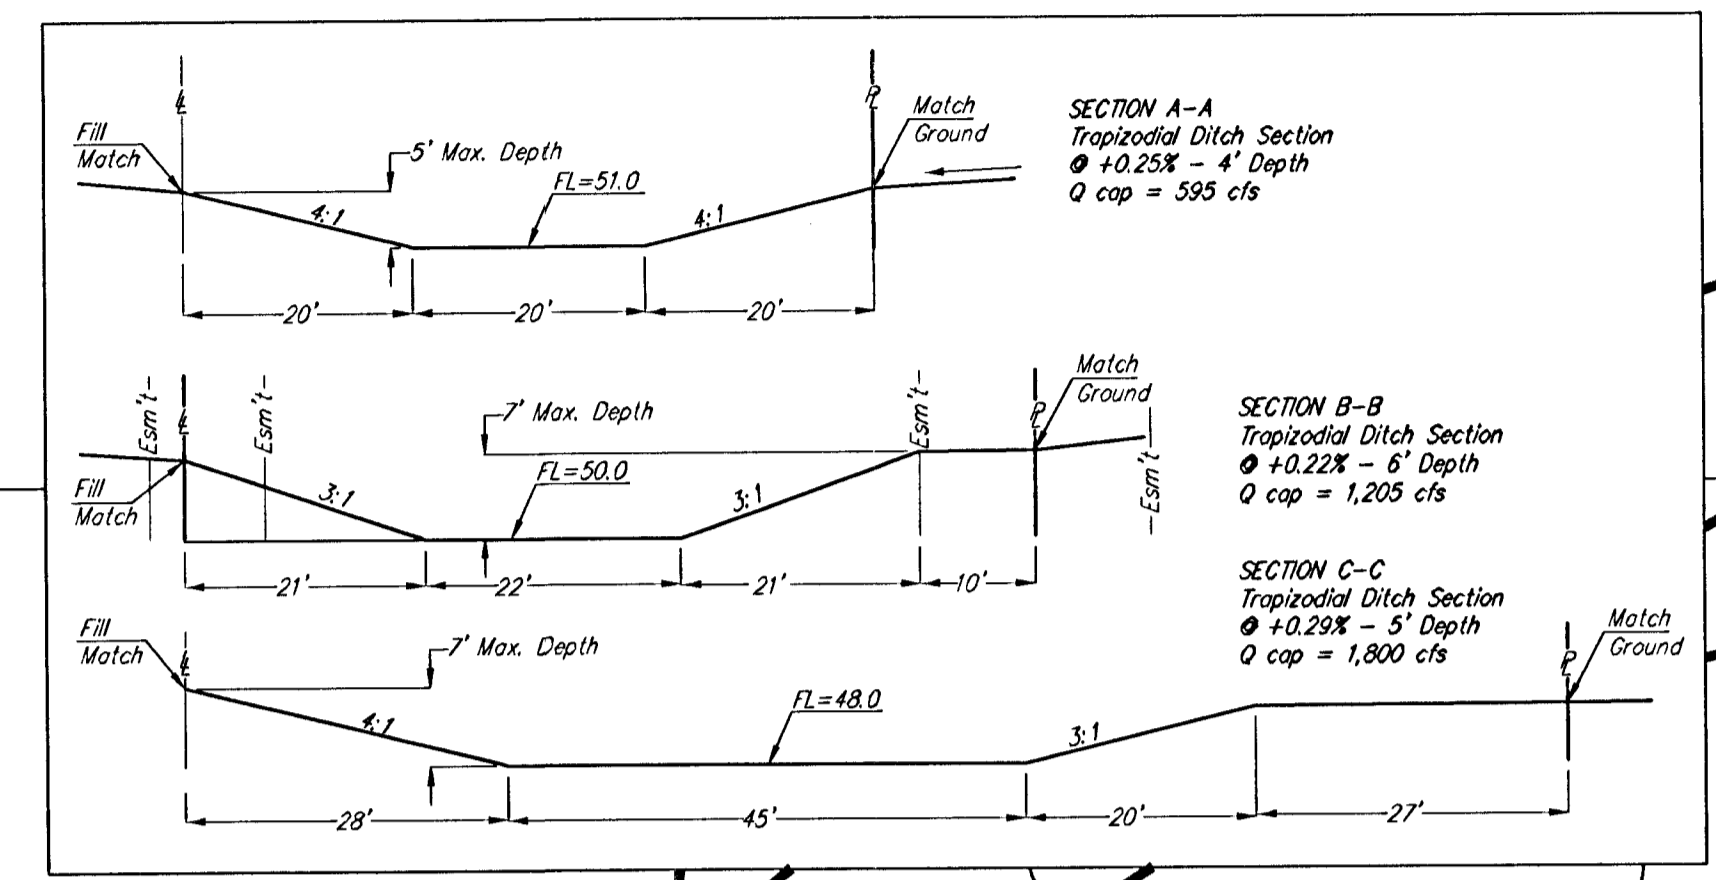 Fill
Match
5' Max. Depth
FL=51.0
4:1
4:1
Match
Ground
SECTION A-A
Trapizodial Ditch Section
@ +0.25% - 4' Depth
Q cap = 595 cfs
20'
20'
20'
Esm't
Esm't
7' Max. Depth
Esm't
Match
Ground
Esm't
Fill
Match
3:1
FL=50.0
3:1
SECTION B-B
Trapizodial Ditch Section
@ +0.22% - 6' Depth
Q cap = 1,205 cfs
21'
22'
21'
10'
SECTION C-C
Trapizodial Ditch Section
@ +0.29% - 5' Depth
Q cap = 1,800 cfs
Fill
Match
7' Max. Depth
4:1
FL=48.0
3:1
Match
Ground
28'
45'
20'
27'